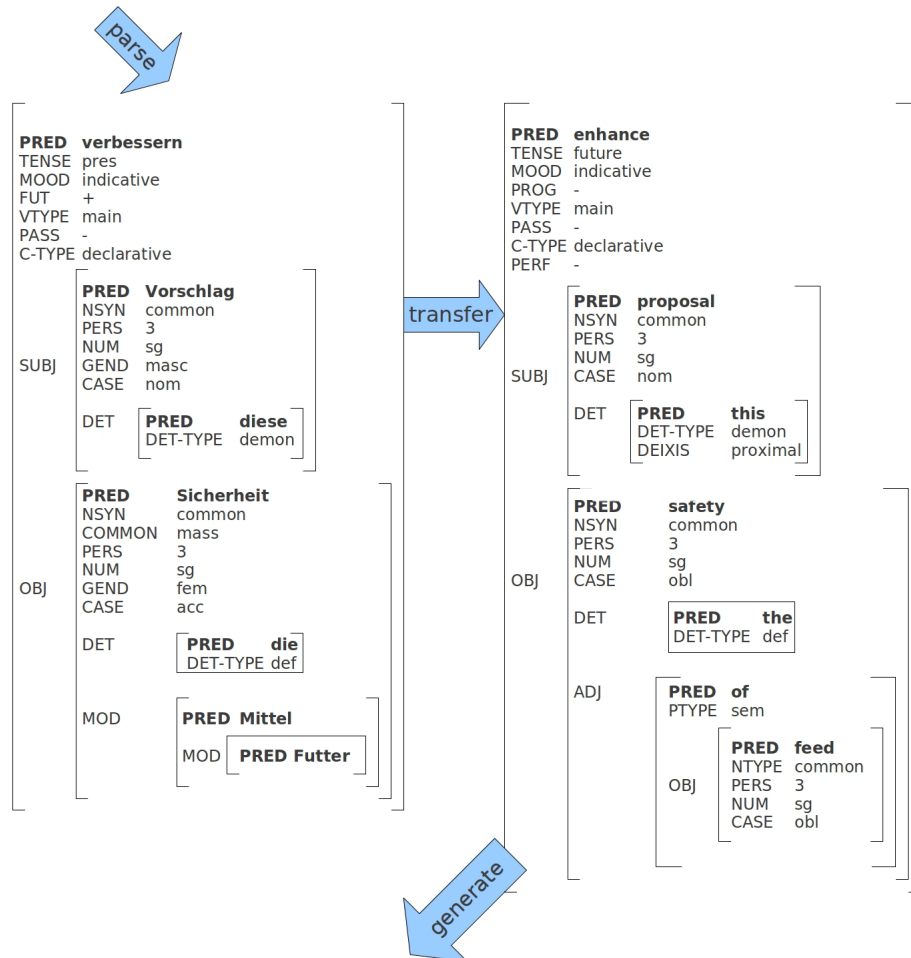 parse
PRED verbessern
TENSE pres
MOOD indicative
FUT +
VTYPE main
PASS -
C-TYPE declarative
SUBJ
PRED Vorschlag
NSYN common
PERS 3
NUM sg
GEND masc
CASE nom
DET
PRED diese
DET-TYPE demon
OBJ
PRED Sicherheit
NSYN common
COMMON mass
PERS 3
NUM sg
GEND fem
CASE acc
DET
PRED die
DET-TYPE def
MOD
PRED Mittel
MOD
PRED Futter
transfer
PRED enhance
TENSE future
MOOD indicative
PROG -
VTYPE main
PASS -
C-TYPE declarative
PERF -
SUBJ
PRED proposal
NSYN common
PERS 3
NUM sg
CASE nom
DET
PRED this
DET-TYPE demon
DEIXIS proximal
OBJ
PRED safety
NSYN common
PERS 3
NUM sg
CASE obl
DET
PRED the
DET-TYPE def
ADJ
PRED of
PTYPE sem
OBJ
PRED feed
NTYPE common
PERS 3
NUM sg
CASE obl
generate